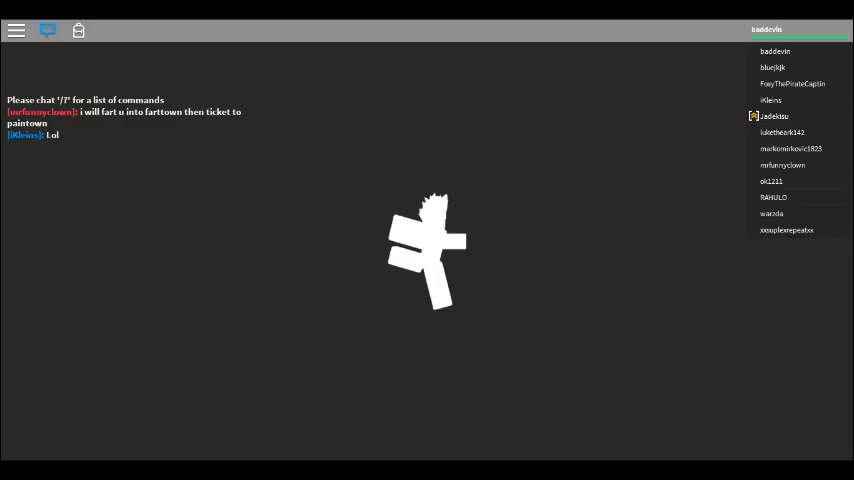 baddevin
baddevin
bluejkjk
FoxyThePirateCaptin
iKleins
Jadekisu
luketheark142
markomirkovic1823
mrfunnyclown
ok1211
RAHULO
warzda
xxsuplexrepeatxx
Please chat '/?' for a list of commands
[mrfunnyclown]: i will fart u into farttown then ticket to
paintown
[iKleins]: Lol